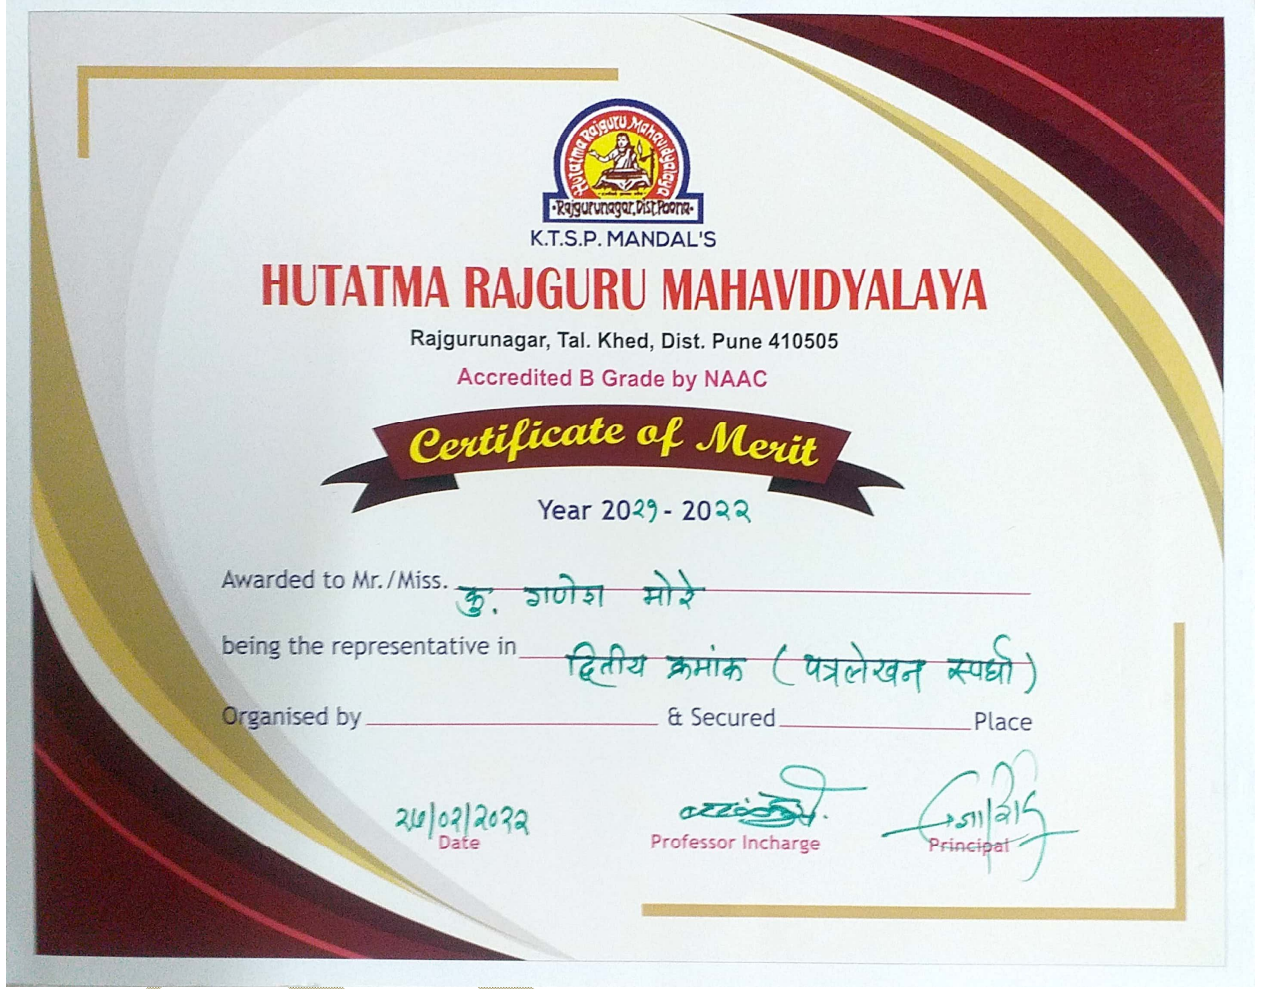 Hutatma Rajguru Mahavidyalaya
•Rajgurunagar, Dist. Poona•
K.T.S.P. MANDAL'S
HUTATMA RAJGURU MAHAVIDYALAYA
Rajgurunagar, Tal. Khed, Dist. Pune 410505
Accredited B Grade by NAAC
Certificate of Merit
Year 20२१ - 20२२
Awarded to Mr./Miss. कु. गणेश मोरे
being the representative in द्वितीय क्रमांक ( पत्रलेखन स्पर्धा )
Organised by & Secured Place
२७/०२/२०२२
Date Professor Incharge Principal